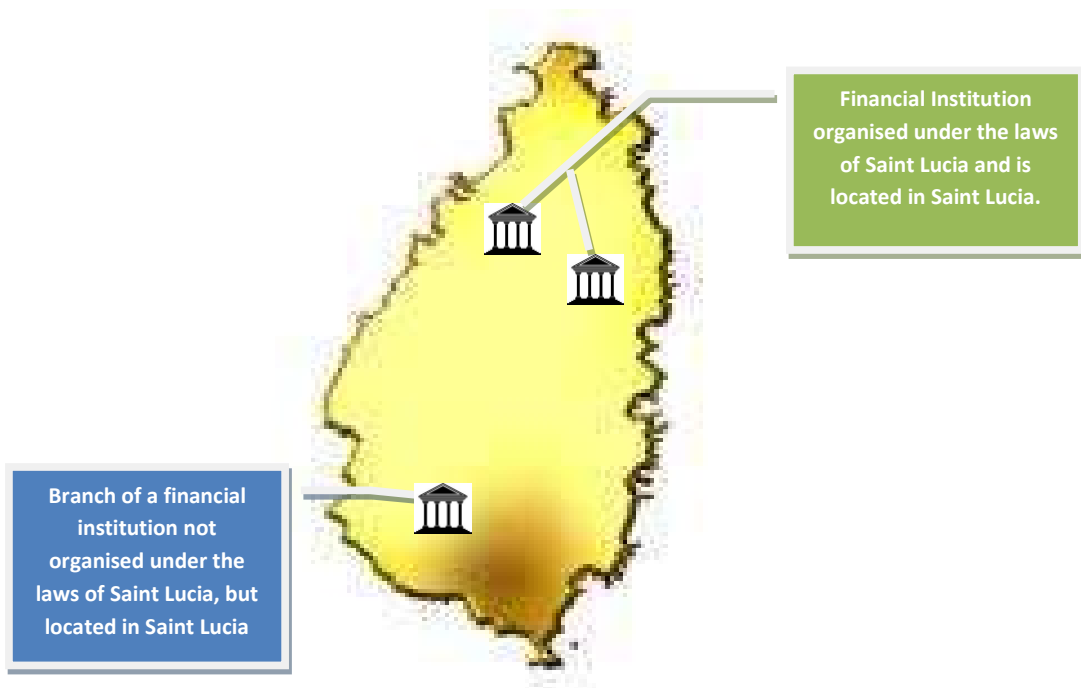 Financial Institution
organised under the laws
of Saint Lucia and is
located in Saint Lucia.
Branch of a financial
institution not
organised under the
laws of Saint Lucia, but
located in Saint Lucia